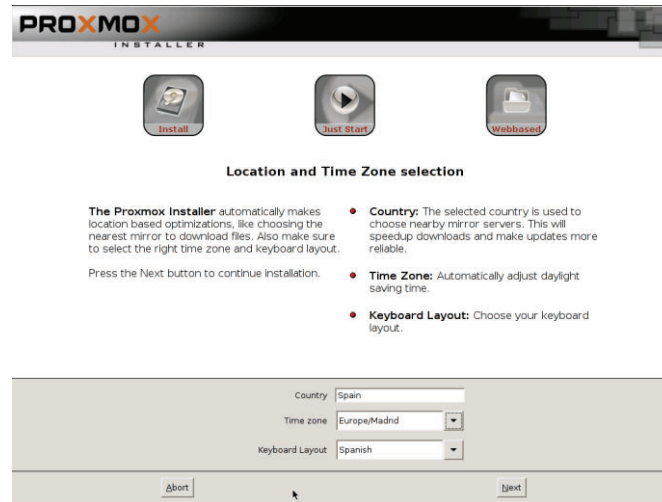 PROXMOX
INSTALLER
Install
Just Start
Webbased
Location and Time Zone selection
The Proxmox Installer automatically makes
location based optimizations, like choosing the
nearest mirror to download files. Also make sure
to select the right time zone and keyboard layout.
Press the Next button to continue installation.
Country: The selected country is used to
choose nearby mirror servers. This will
speedup downloads and make updates more
reliable.
Time Zone: Automatically adjust daylight
saving time.
Keyboard Layout: Choose your keyboard
layout.
Country Spain
Time zone Europe/Madrid
Keyboard Layout Spanish
Abort Next